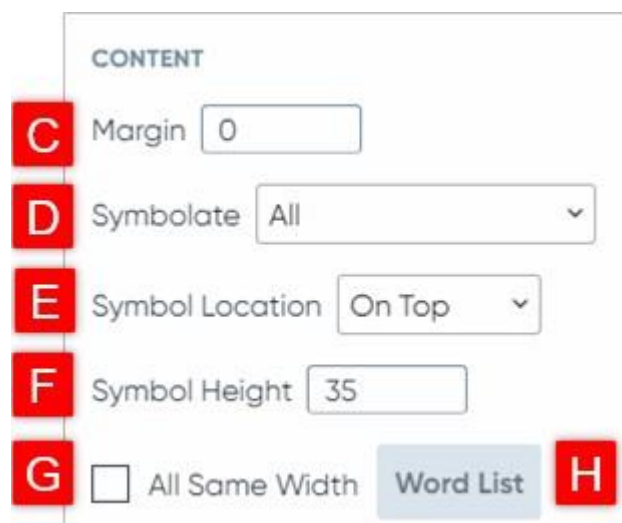 CONTENT
C Margin 0
D Symbolate All
E Symbol Location On Top
F Symbol Height 35
G All Same Width Word List H